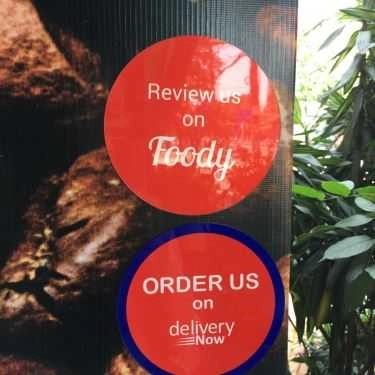 Review us
on
Foody
ORDER US
on
delivery
Now